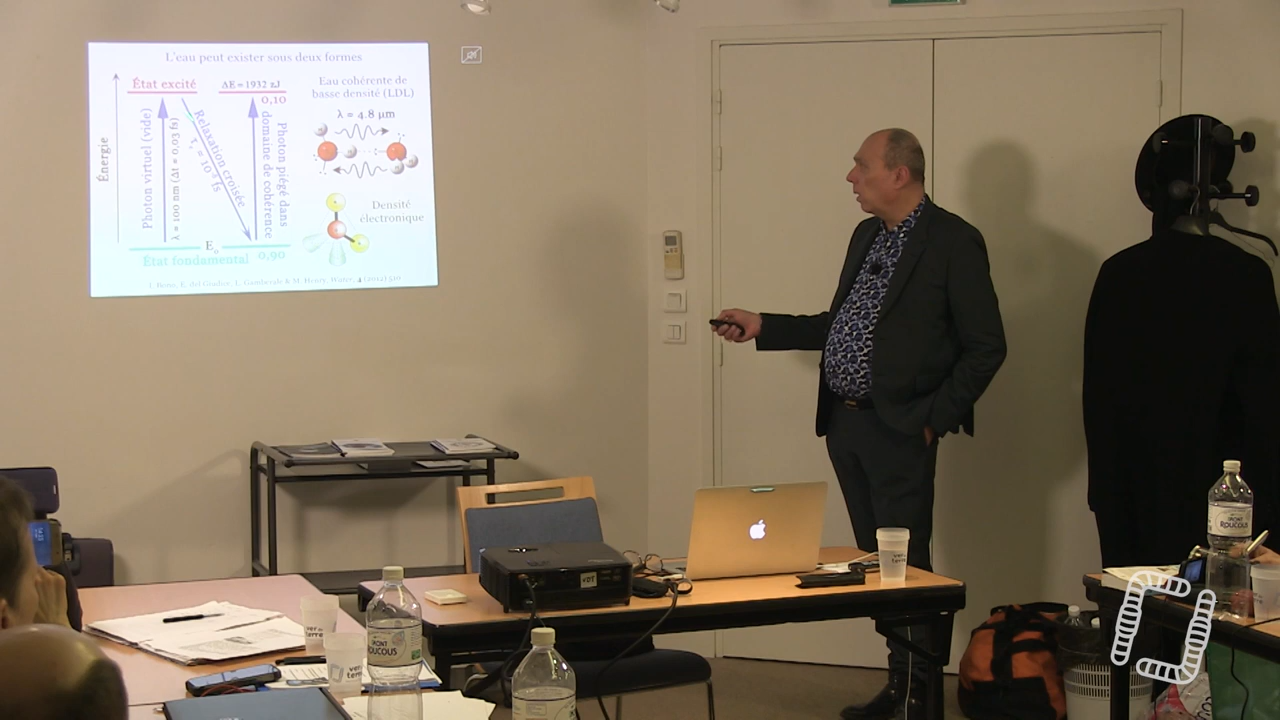 L'eau peut exister sous deux formes
État excité
ΔE = 1932 zJ
0,10
Énergie
Photon virtuel (vide)
λ = 100 nm (Δt = 0,03 fs)
Relaxation croisée
Photon piégé dans
domaine de cohérence
E₀
État fondamental
0,90
Eau cohérente de
basse densité (LDL)
λ = 4.8 µm
Densité
électronique
ROUCOUS
ROUCOUS